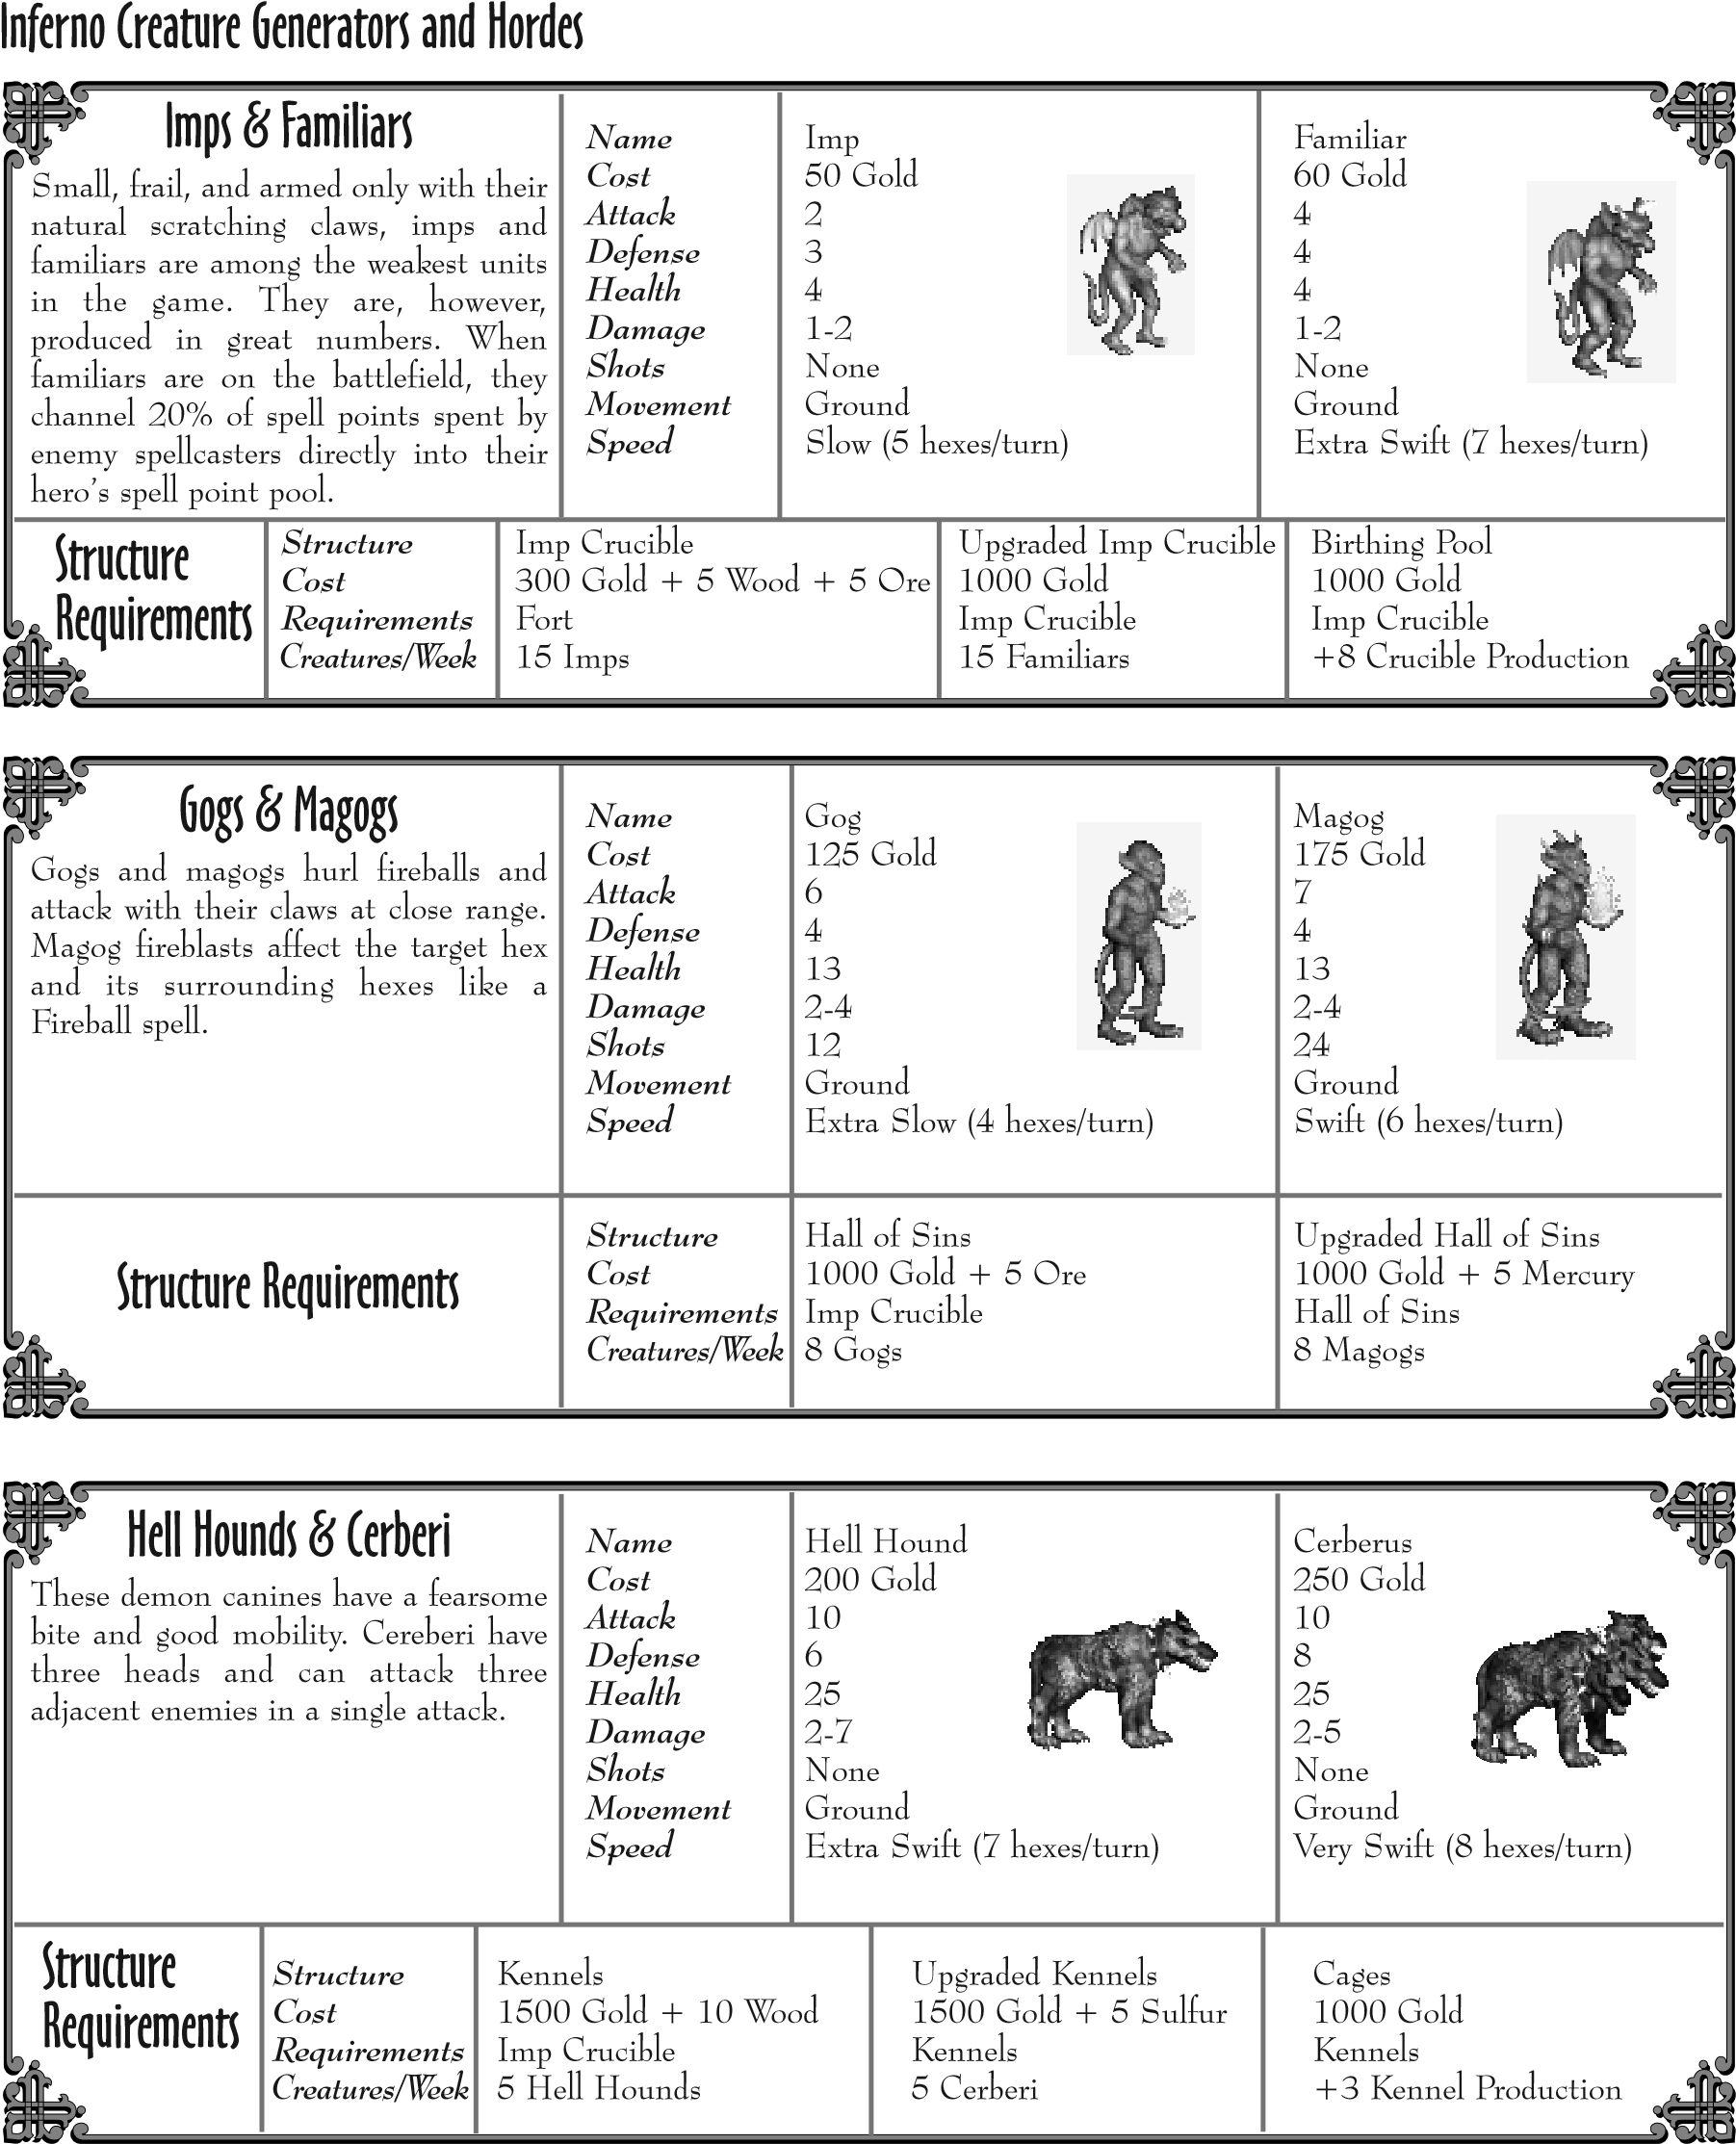 Inferno Creature Generators and Hordes
Imps & Familiars
Small, frail, and armed only with their
natural scratching claws, imps and
familiars are among the weakest units
in the game. They are, however,
produced in great numbers. When
familiars are on the battlefield, they
channel 20% of spell points spent by
enemy spellcasters directly into their
hero's spell point pool.
Name Imp Familiar
Cost 50 Gold 60 Gold
Attack 2 4
Defense 3 4
Health 4 4
Damage 1-2 1-2
Shots None None
Movement Ground Ground
Speed Slow (5 hexes/turn) Extra Swift (7 hexes/turn)
Structure
Requirements
Structure Imp Crucible Upgraded Imp Crucible Birthing Pool
Cost 300 Gold + 5 Wood + 5 Ore 1000 Gold 1000 Gold
Requirements Fort Imp Crucible Imp Crucible
Creatures/Week 15 Imps 15 Familiars +8 Crucible Production
Gogs & Magogs
Gogs and magogs hurl fireballs and
attack with their claws at close range.
Magog fireblasts affect the target hex
and its surrounding hexes like a
Fireball spell.
Name Gog Magog
Cost 125 Gold 175 Gold
Attack 6 7
Defense 4 4
Health 13 13
Damage 2-4 2-4
Shots 12 24
Movement Ground Ground
Speed Extra Slow (4 hexes/turn) Swift (6 hexes/turn)
Structure Requirements
Structure Hall of Sins Upgraded Hall of Sins
Cost 1000 Gold + 5 Ore 1000 Gold + 5 Mercury
Requirements Imp Crucible Hall of Sins
Creatures/Week 8 Gogs 8 Magogs
Hell Hounds & Cerberi
These demon canines have a fearsome
bite and good mobility. Cereberi have
three heads and can attack three
adjacent enemies in a single attack.
Name Hell Hound Cerberus
Cost 200 Gold 250 Gold
Attack 10 10
Defense 6 8
Health 25 25
Damage 2-7 2-5
Shots None None
Movement Ground Ground
Speed Extra Swift (7 hexes/turn) Very Swift (8 hexes/turn)
Structure
Requirements
Structure Kennels Upgraded Kennels Cages
Cost 1500 Gold + 10 Wood 1500 Gold + 5 Sulfur 1000 Gold
Requirements Imp Crucible Kennels Kennels
Creatures/Week 5 Hell Hounds 5 Cerberi +3 Kennel Production